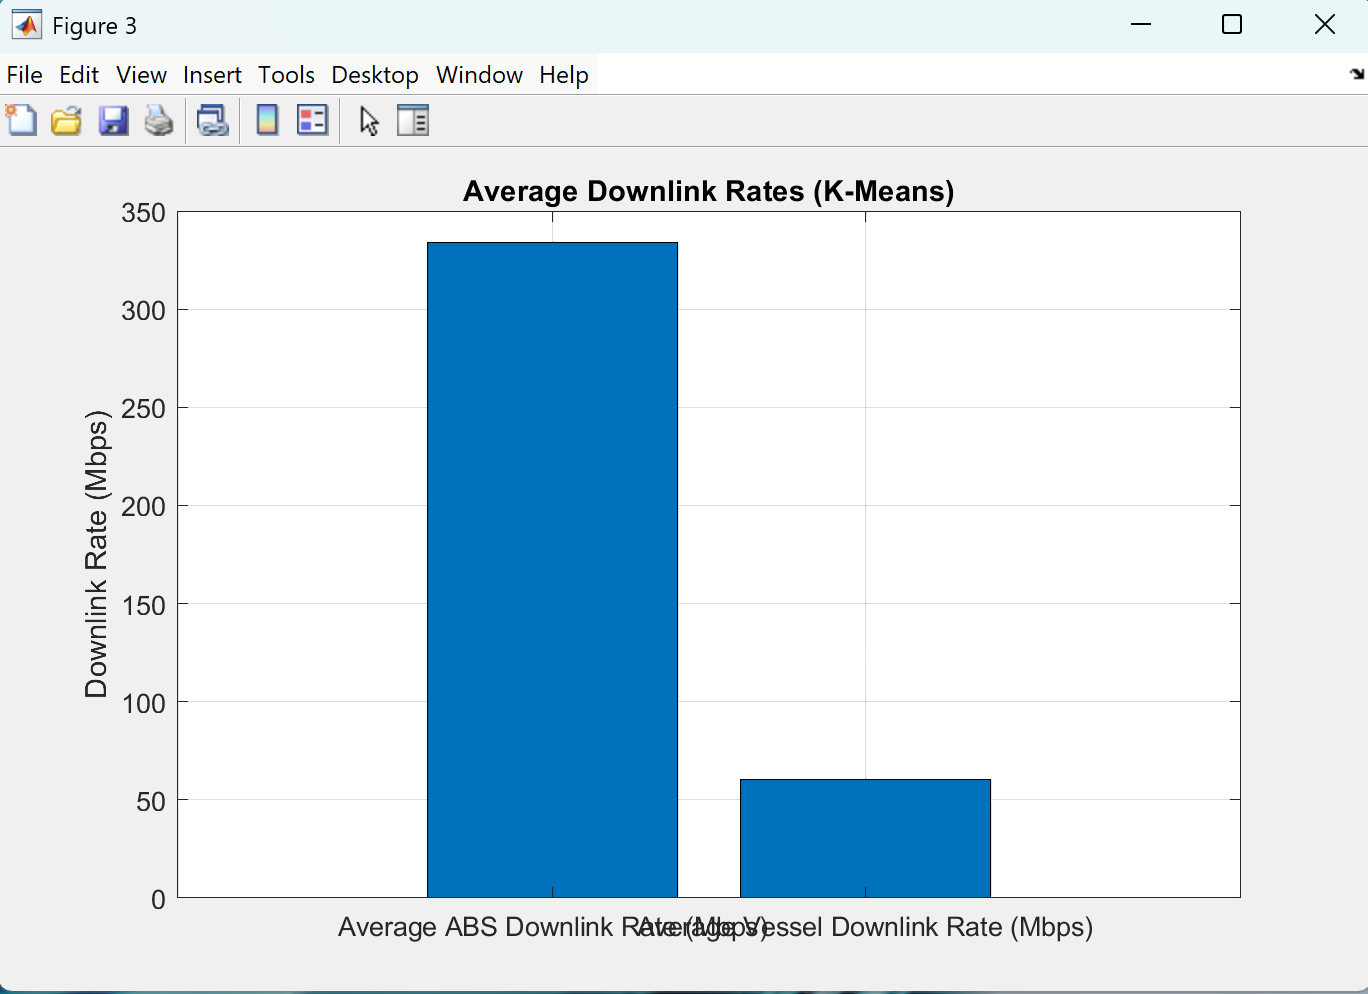 Figure 3
File Edit View Insert Tools Desktop Window Help
Average Downlink Rates (K-Means)
350
300
250
200
150
100
50
0
Downlink Rate (Mbps)
Average ABS Downlink Rate (Mbps)
Average Vessel Downlink Rate (Mbps)